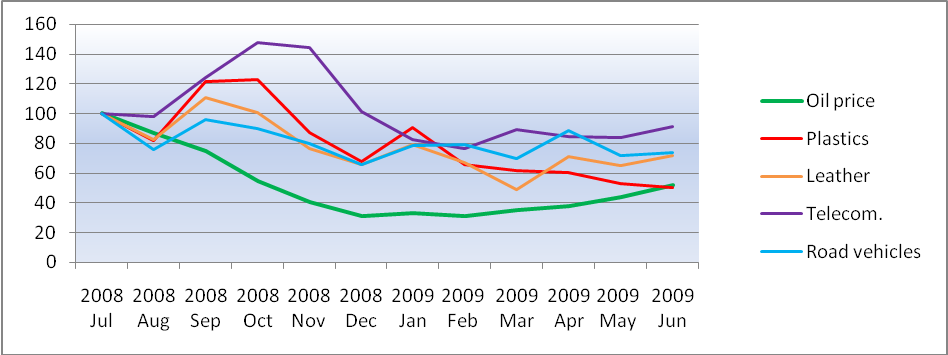 160
140
120
100
80
60
40
20
0
2008 2008 2008 2008 2008 2008 2009 2009 2009 2009 2009 2009
Jul Aug Sep Oct Nov Dec Jan Feb Mar Apr May Jun
Oil price
Plastics
Leather
Telecom.
Road vehicles